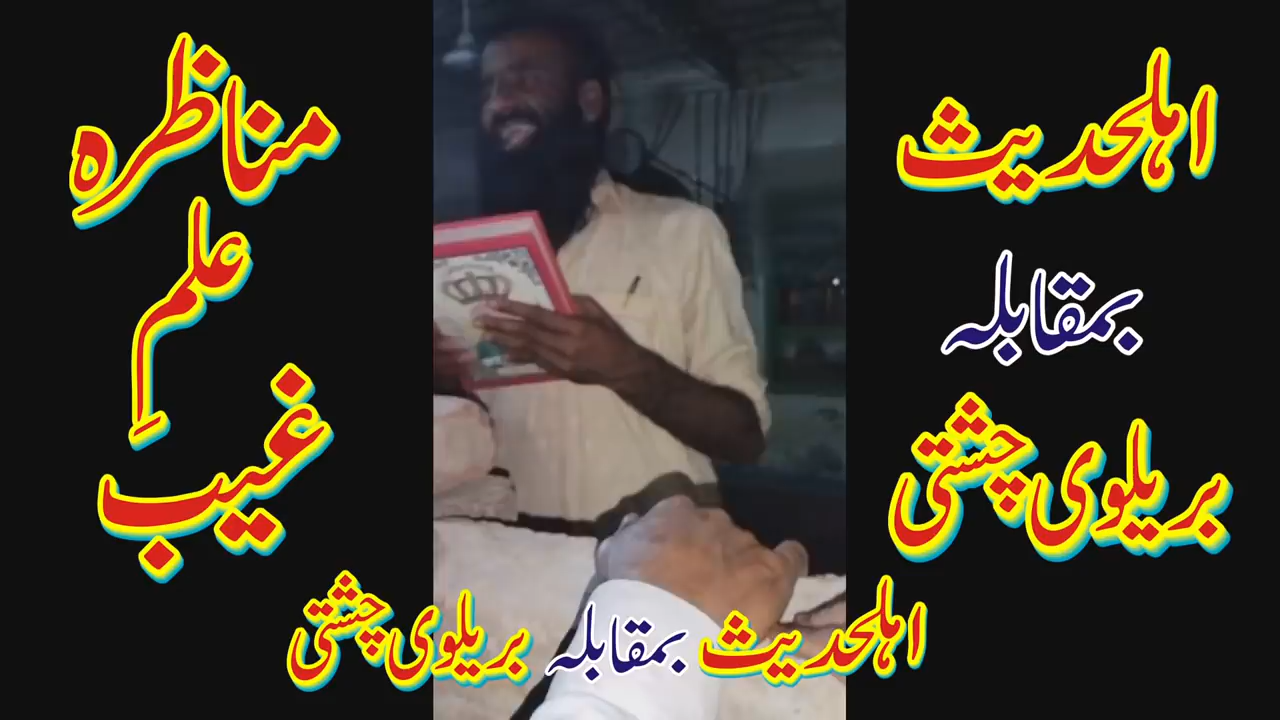 اہلحدیث
بمقابلہ
بریلوی چشتی
مناظرہ
علمِ
غیب
اہلحدیث بمقابلہ بریلوی چشتی